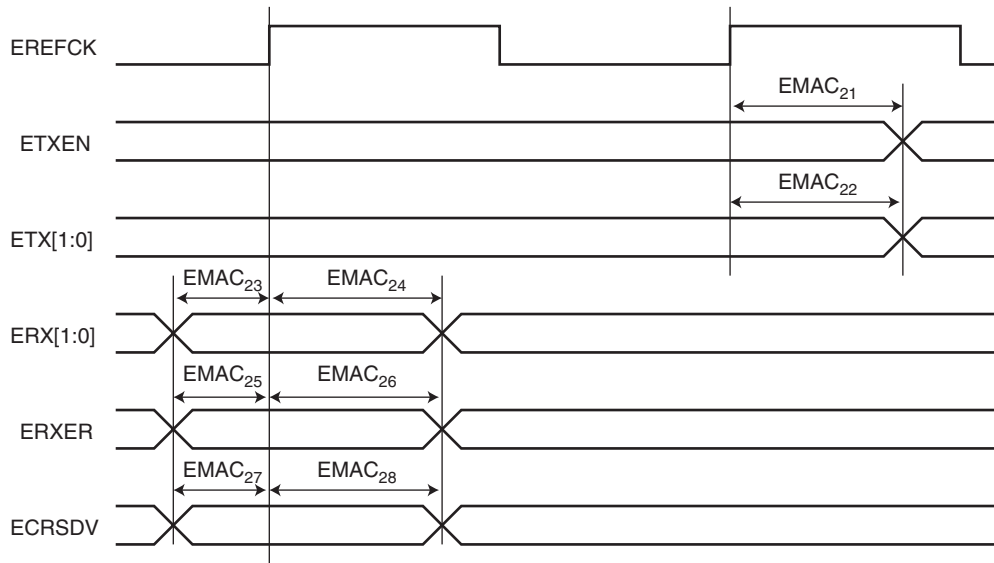 EREFCK
EMAC21
ETXEN
EMAC22
ETX[1:0]
EMAC23 EMAC24
ERX[1:0]
EMAC25 EMAC26
ERXER
EMAC27 EMAC28
ECRSDV